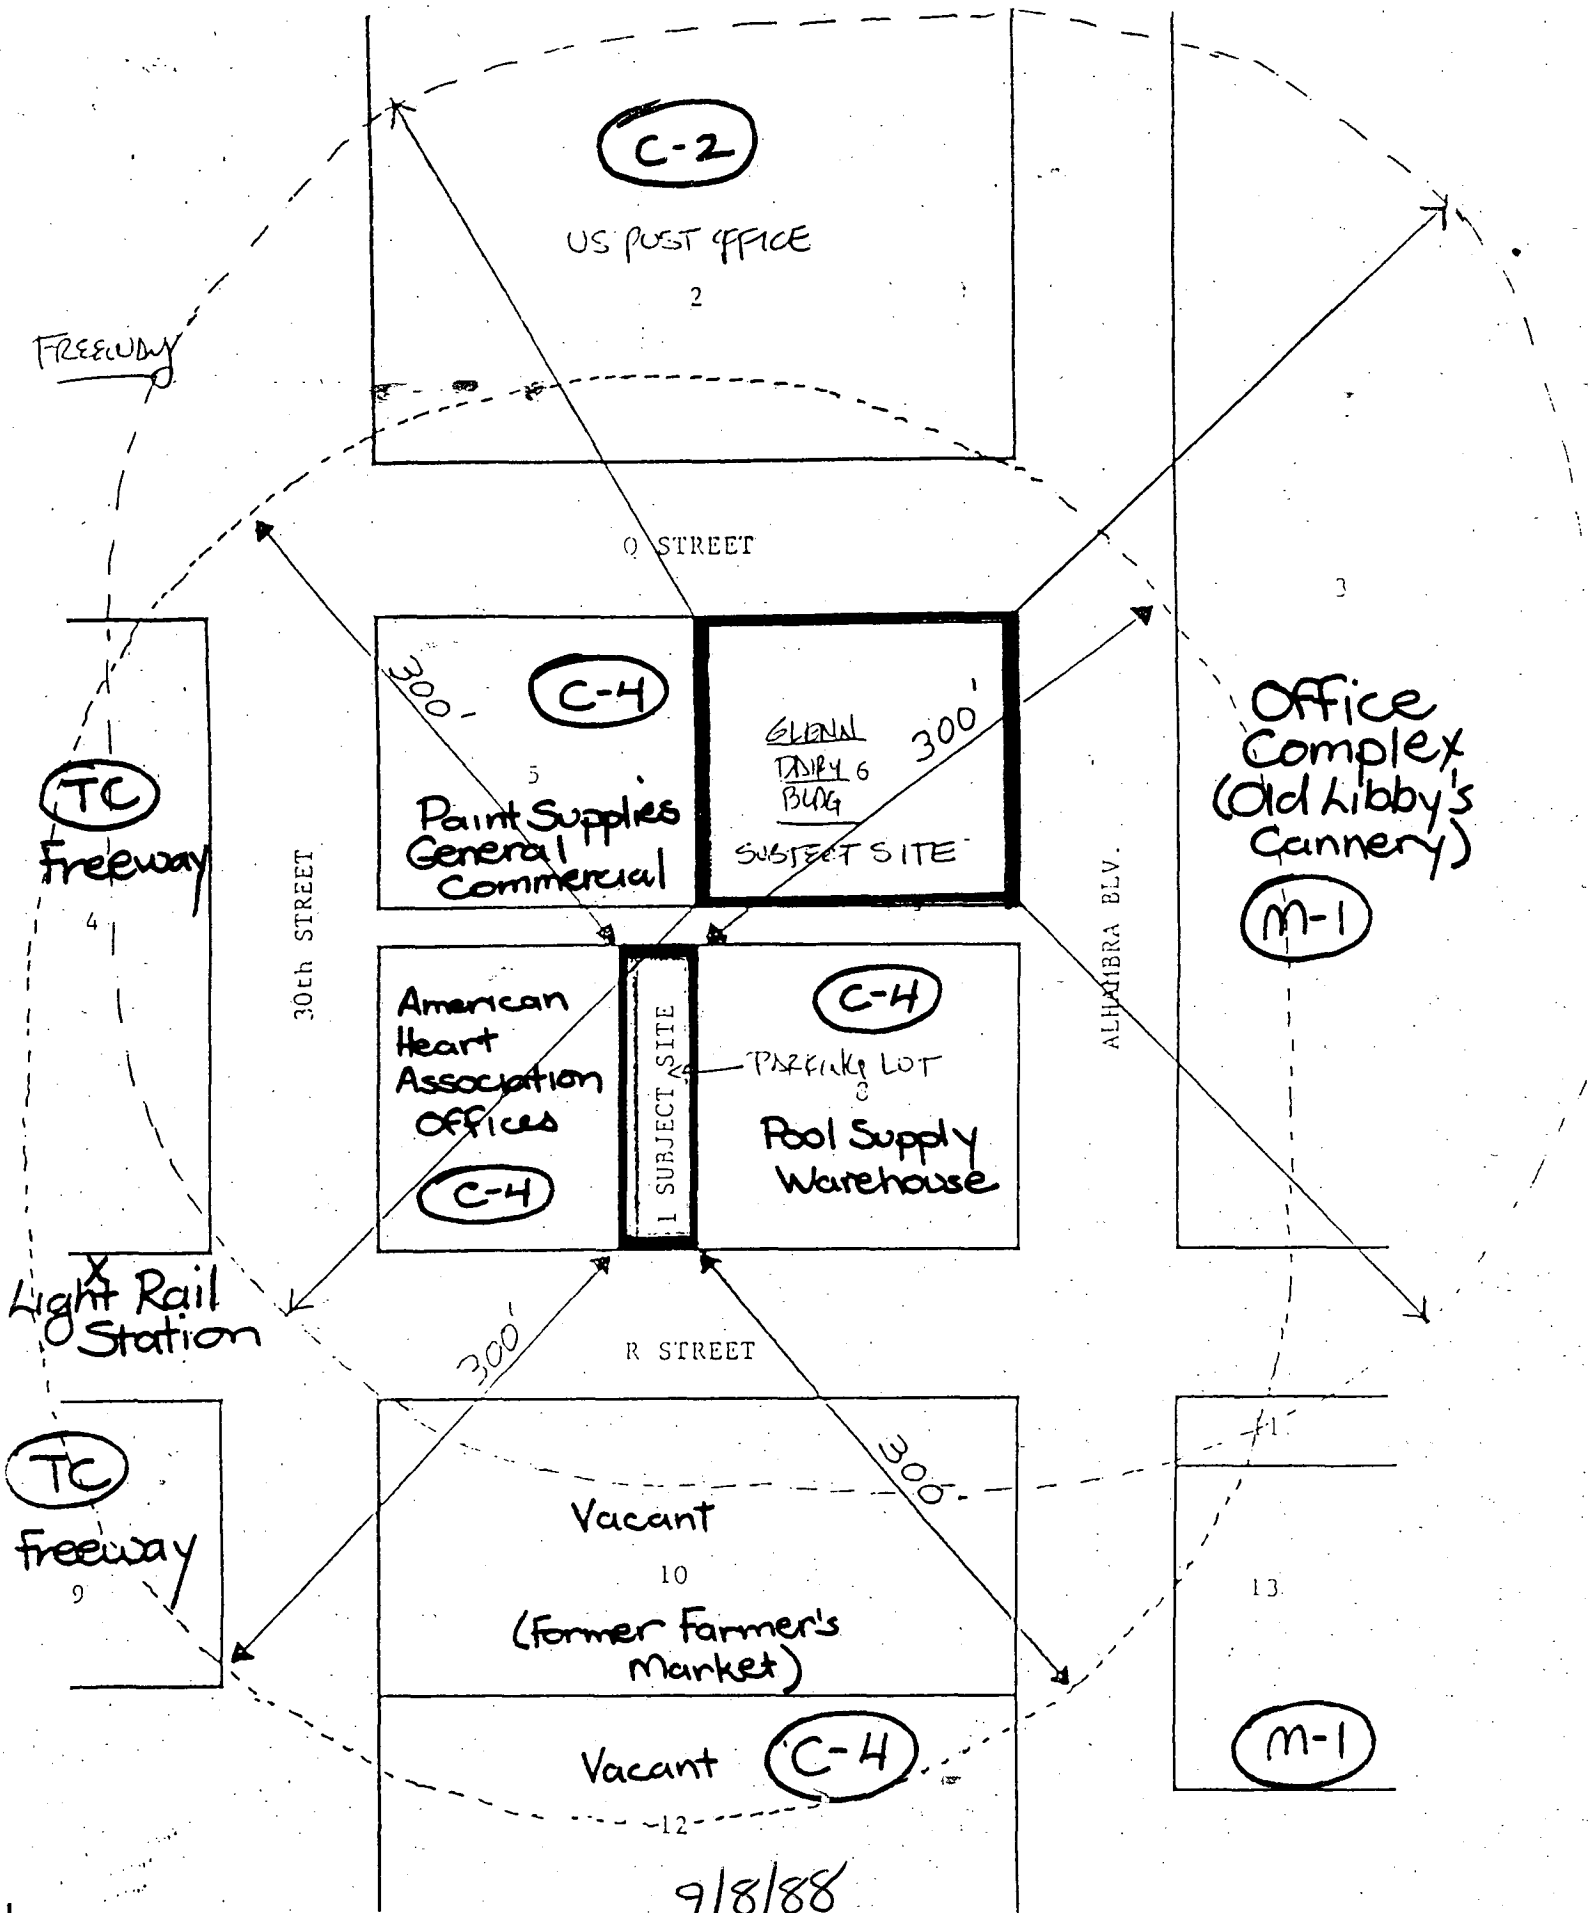 C-2
US POST OFFICE
2
FREEWAY
Q STREET
3
300'
C-4
5
Paint Supplies
General
Commercial
GLENN
DAIRY 6
BLDG
SUBJECT SITE
300'
Office
Complex
(Old Libby's
Cannery)
M-1
TC
Freeway
4
30th STREET
ALHAMBRA BLV.
American
Heart
Association
Offices
C-4
1 SUBJECT SITE
C-4
PARKING LOT
8
Pool Supply
Warehouse
X
Light Rail
Station
300'
R STREET
300'
TC
Freeway
9
Vacant
10
(Former Farmer's
Market)
13
M-1
Vacant
C-4
12
9/8/88